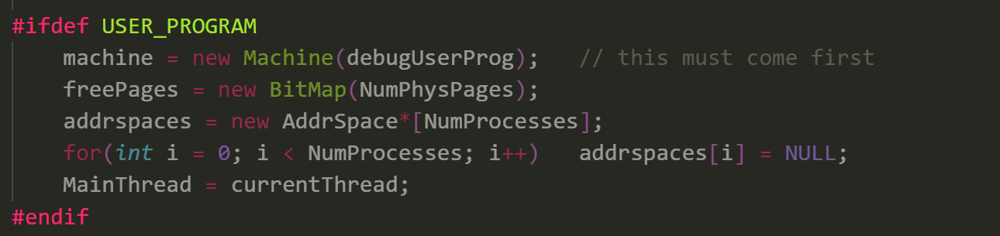 #ifdef USER_PROGRAM
    machine = new Machine(debugUserProg);   // this must come first
    freePages = new BitMap(NumPhysPages);
    addrspaces = new AddrSpace*[NumProcesses];
    for(int i = 0; i < NumProcesses; i++)   addrspaces[i] = NULL;
    MainThread = currentThread;
#endif